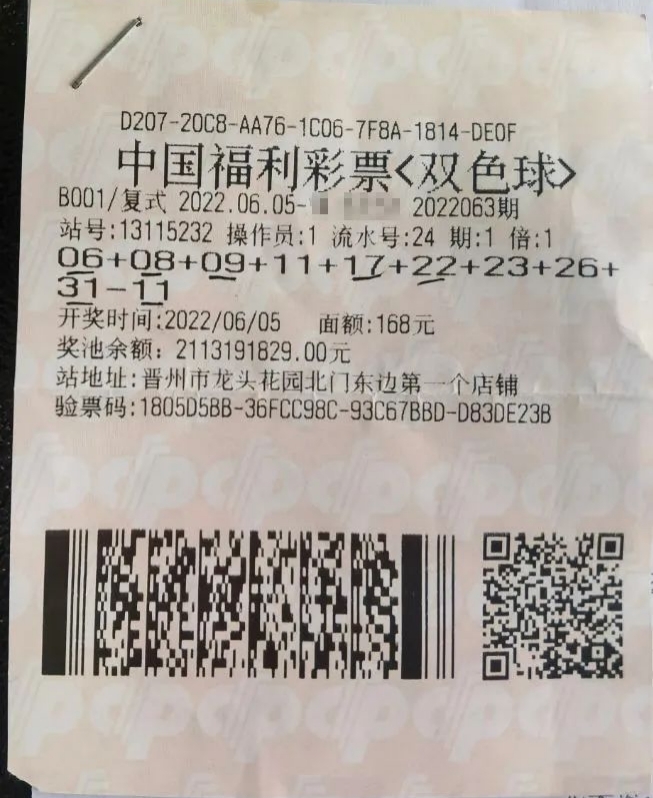 D207-20C8-AA76-1C06-7F8A-1814-DE0F
中国福利彩票<双色球>
B001/复式 2022.06.05- 2022063期
站号:13115232 操作员:1 流水号:24 期:1 倍:1
06+08+09+11+17+22+23+26+
31-11
开奖时间:2022/06/05 面额:168元
奖池余额: 2113191829.00元
站地址:晋州市龙头花园北门东边第一个店铺
验票码:1805D5BB-36FCC98C-93C67BBD-D83DE23B